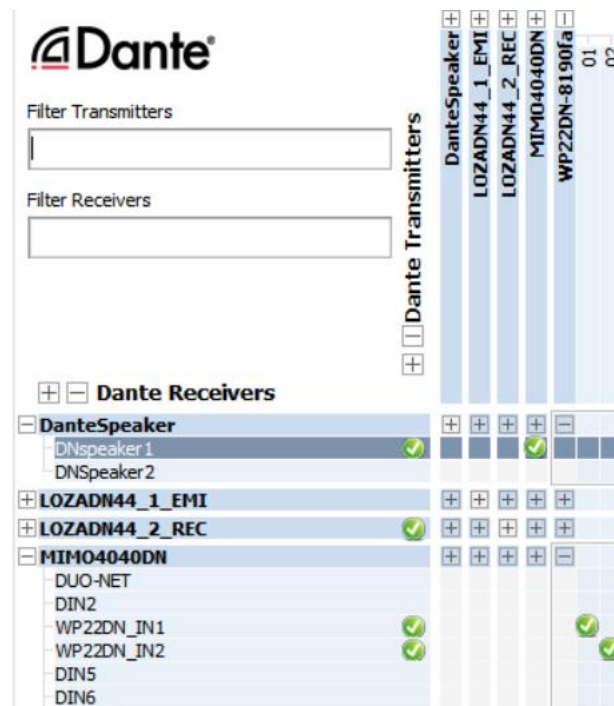 Dante®
Filter Transmitters
Filter Receivers
Dante Transmitters
DanteSpeaker
LOZADN44_1_EMI
LOZADN44_2_REC
MIMO4040DN
WP22DN-8190fa
01
02
Dante Receivers
DanteSpeaker
DNspeaker1
DNSpeaker2
LOZADN44_1_EMI
LOZADN44_2_REC
MIMO4040DN
DUO-NET
DIN2
WP22DN_IN1
WP22DN_IN2
DIN5
DIN6